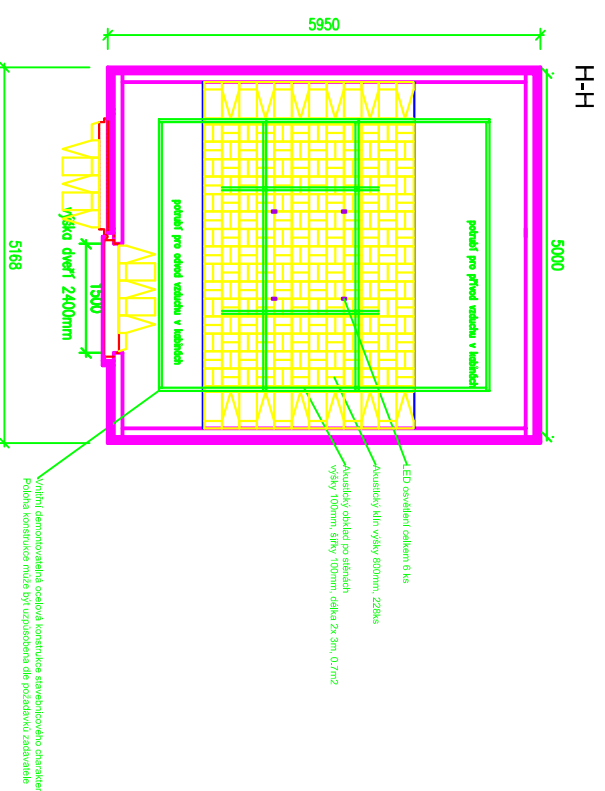 H-H
5950
5000
5168
1500
výška dveří 2400mm
potrubí pro přívod vzduchu v kabinách
potrubí pro odvod vzduchu v kabinách
LED osvětlení celkem 6 ks
Akustický klín výšky 800mm, 228ks
Akustický obklad po stěnách
výšky 100mm, šířky 100mm, délka 2x 3m, 0,7m2
Vnitřní demontovatelná ocelová konstrukce stavebnicového charakter
Poloha konstrukce může být uzpůsobena dle požadavků zadavatele